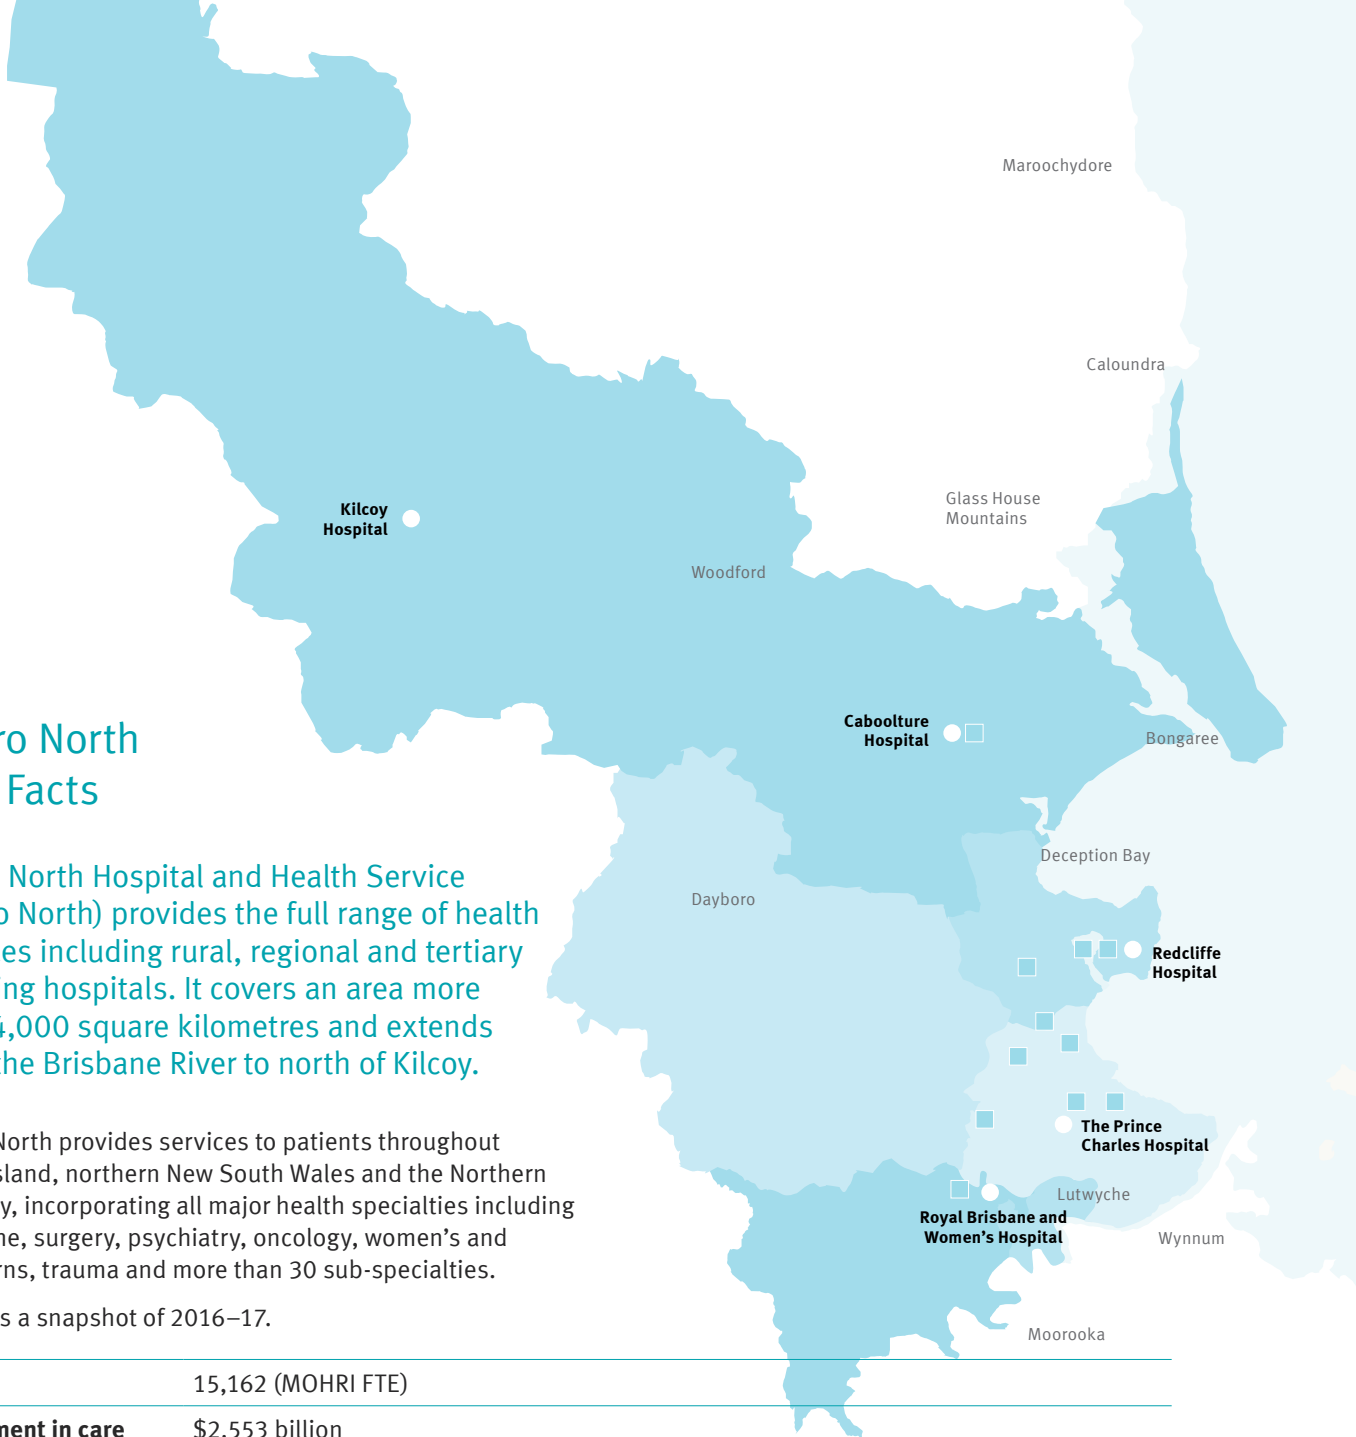 Maroochydore
Caloundra
Glass House
Mountains
Kilcoy
Hospital
Woodford
Caboolture
Hospital
Bongaree
Deception Bay
Dayboro
Redcliffe
Hospital
The Prince
Charles Hospital
Lutwyche
Royal Brisbane and
Women's Hospital
Wynnum
Moorooka
ro North
Facts
North Hospital and Health Service
o North) provides the full range of health
es including rural, regional and tertiary
ing hospitals. It covers an area more
4,000 square kilometres and extends
the Brisbane River to north of Kilcoy.
North provides services to patients throughout
sland, northern New South Wales and the Northern
y, incorporating all major health specialties including
ne, surgery, psychiatry, oncology, women's and
rns, trauma and more than 30 sub-specialties.
s a snapshot of 2016–17.
15,162 (MOHRI FTE)
ment in care $2.553 billion